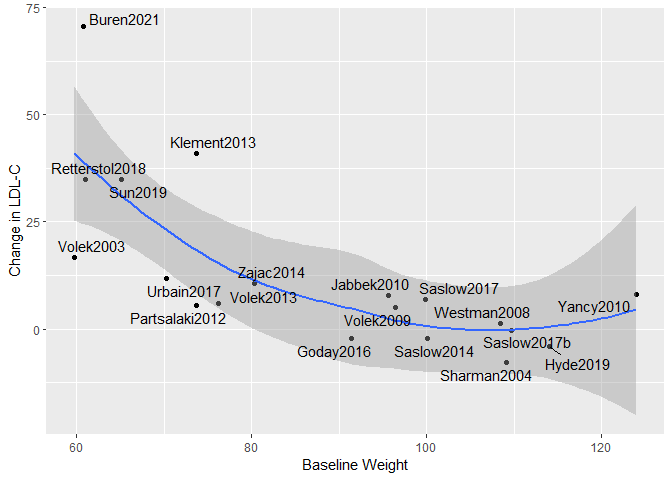 75
50
25
0
Change in LDL-C
Buren2021
Klement2013
Retterstol2018
Sun2019
Volek2003
Zajac2014
Urbain2017
Volek2013
Partsalaki2012
Jabbek2010
Saslow2017
Volek2009
Westman2008
Yancy2010
Goday2016
Saslow2014
Saslow2017b
Hyde2019
Sharman2004
60
80
100
120
Baseline Weight